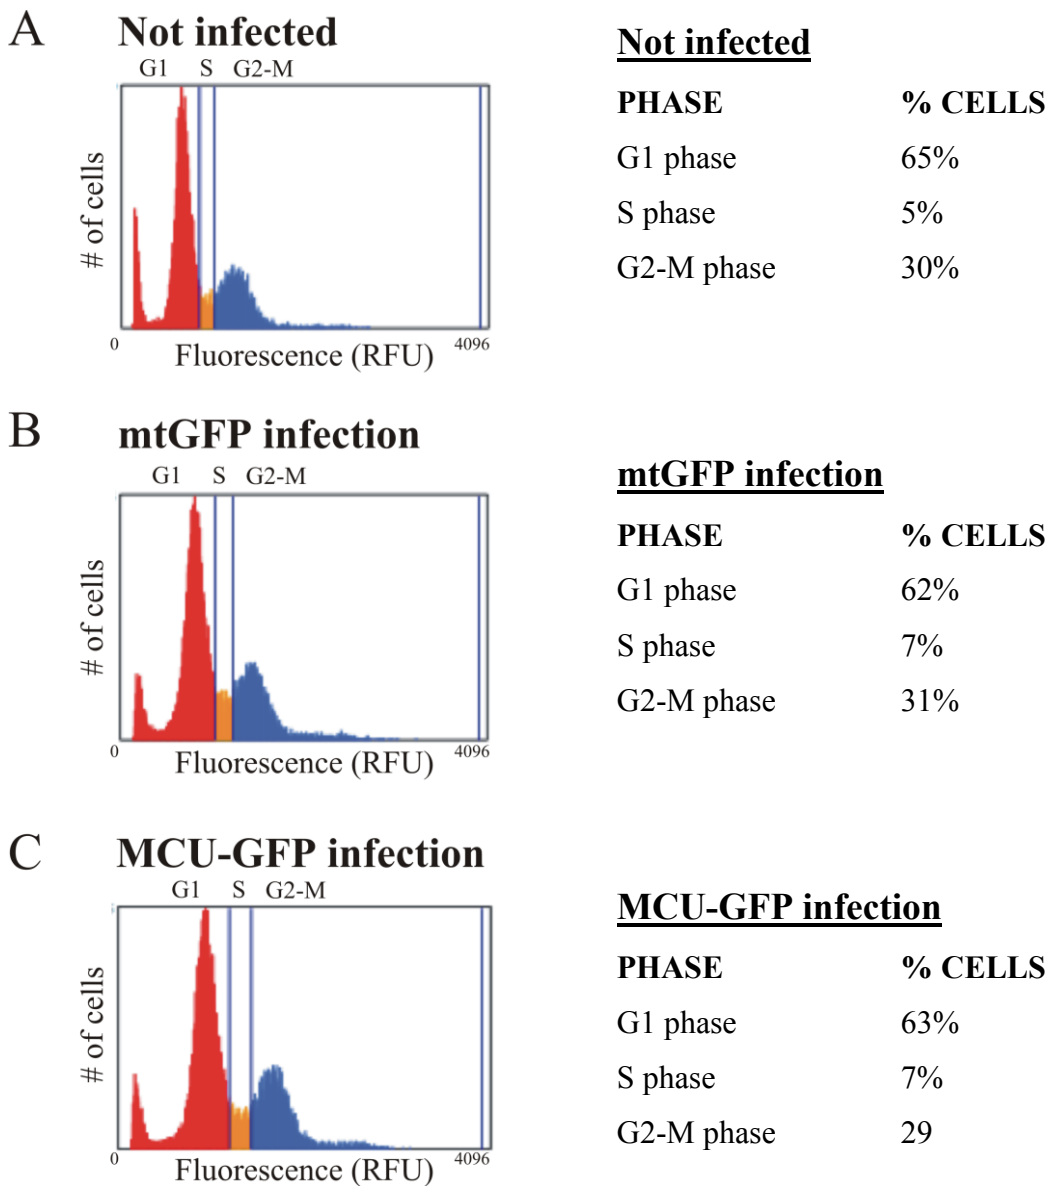 A
Not infected
G1 S G2-M
# of cells
0 4096
Fluorescence (RFU)
Not infected
PHASE % CELLS
G1 phase 65%
S phase 5%
G2-M phase 30%
B
mtGFP infection
G1 S G2-M
# of cells
0 4096
Fluorescence (RFU)
mtGFP infection
PHASE % CELLS
G1 phase 62%
S phase 7%
G2-M phase 31%
C
MCU-GFP infection
G1 S G2-M
# of cells
0 4096
Fluorescence (RFU)
MCU-GFP infection
PHASE % CELLS
G1 phase 63%
S phase 7%
G2-M phase 29